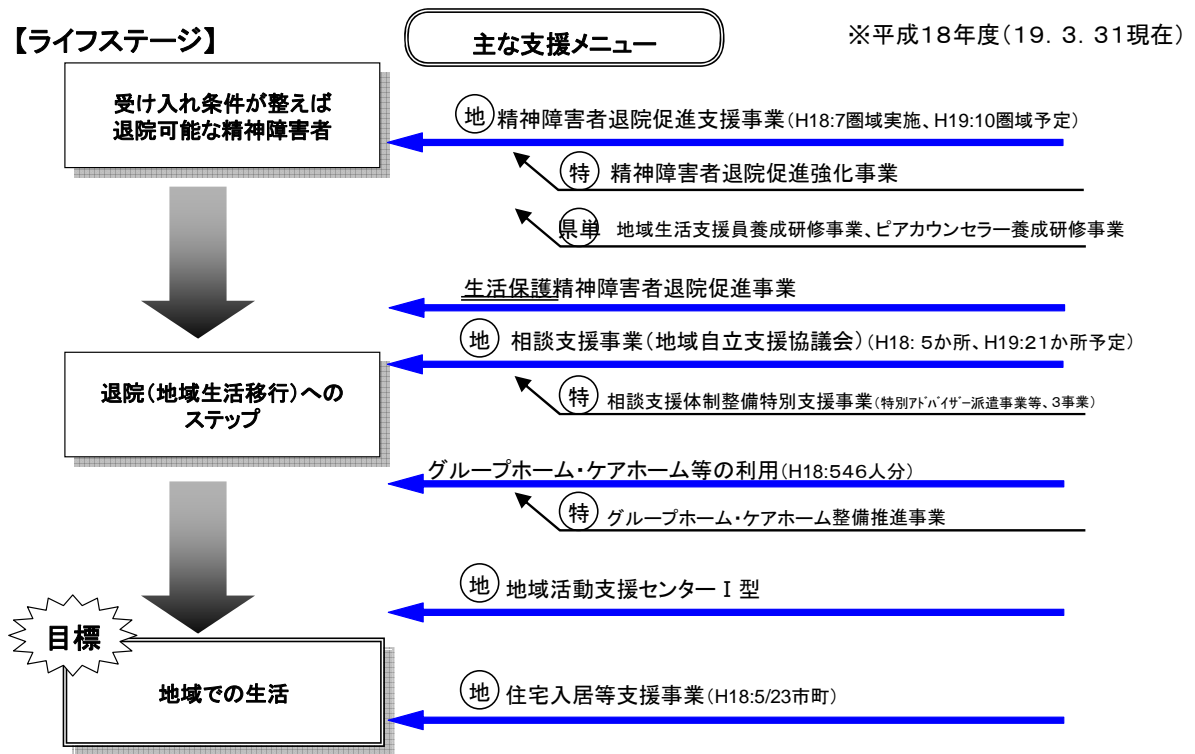 【ライフステージ】
主な支援メニュー
※平成18年度(19.3.31現在)
受け入れ条件が整えば
退院可能な精神障害者
地 精神障害者退院促進支援事業(H18:7圏域実施、H19:10圏域予定)
特 精神障害者退院促進強化事業
県単 地域生活支援員養成研修事業、ピアカウンセラー養成研修事業
生活保護精神障害者退院促進事業
地 相談支援事業(地域自立支援協議会)(H18:5か所、H19:21か所予定)
退院(地域生活移行)への
ステップ
特 相談支援体制整備特別支援事業(特別アドバイザー派遣事業等、3事業)
グループホーム・ケアホーム等の利用(H18:546人分)
特 グループホーム・ケアホーム整備推進事業
地 地域活動支援センターⅠ型
目標
地域での生活
地 住宅入居等支援事業(H18:5/23市町)